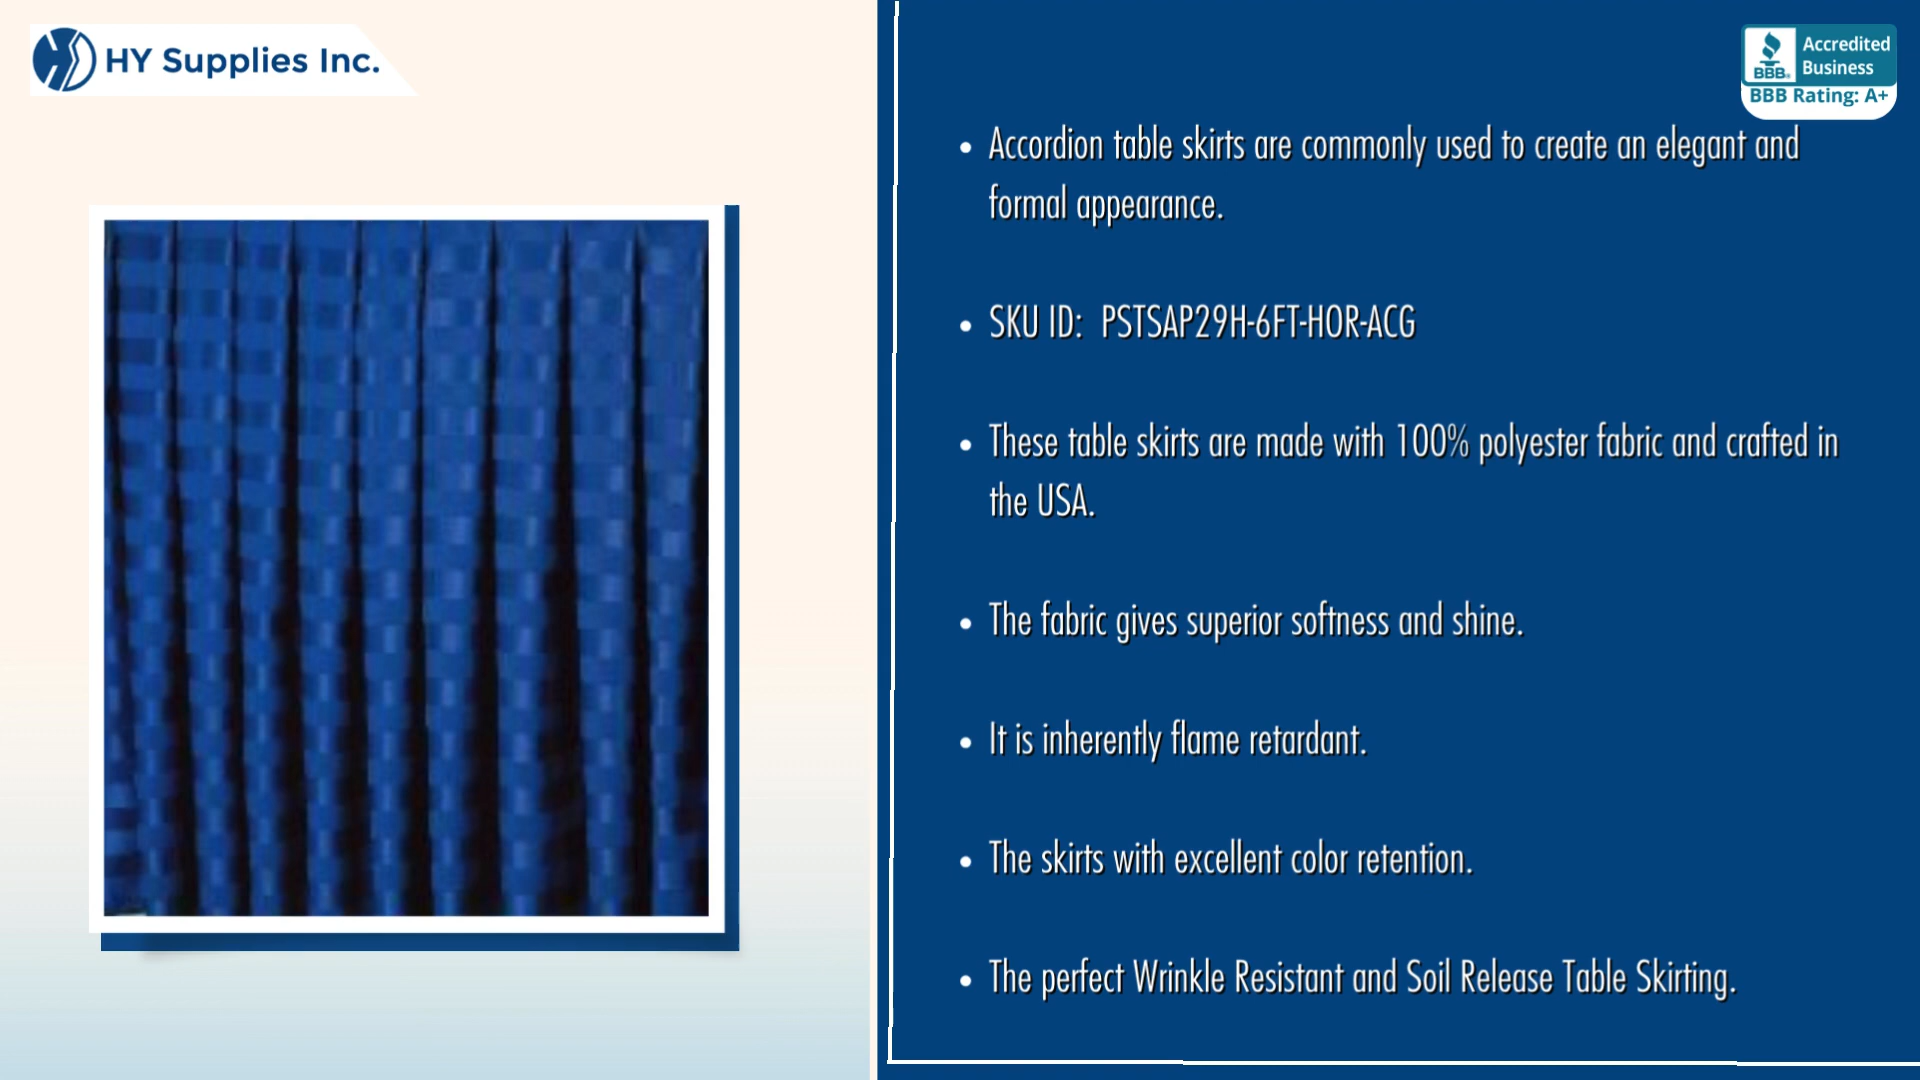 HY Supplies Inc.
Accredited
Business
BBB.
BBB Rating: A+
• Accordion table skirts are commonly used to create an elegant and
formal appearance.
• SKU ID:  PSTSAP29H-6FT-HOR-ACG
• These table skirts are made with 100% polyester fabric and crafted in
the USA.
• The fabric gives superior softness and shine.
• It is inherently flame retardant.
• The skirts with excellent color retention.
• The perfect Wrinkle Resistant and Soil Release Table Skirting.